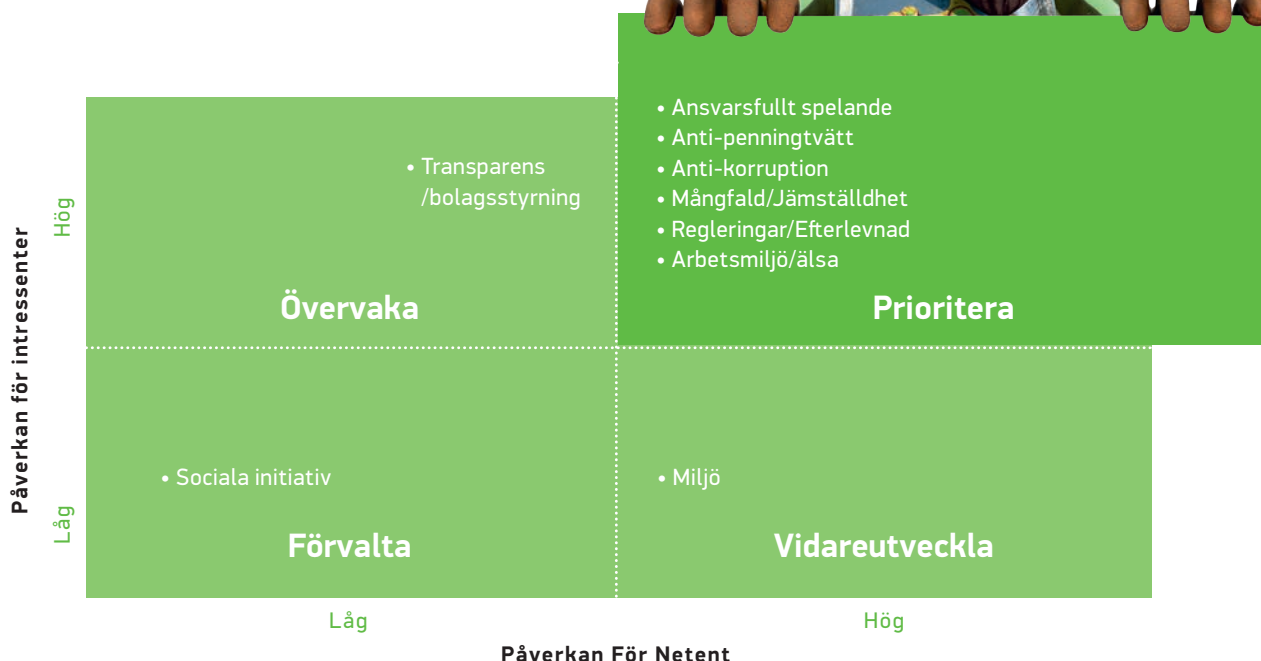 • Ansvarsfullt spelande
• Anti-penningtvätt
• Anti-korruption
• Mångfald/Jämställdhet
• Regleringar/Efterlevnad
• Arbetsmiljö/älsa
Prioritera
• Transparens
/bolagsstyrning
Övervaka
• Sociala initiativ
Förvalta
• Miljö
Vidareutveckla
Påverkan för intressenter
Hög
Låg
Låg
Hög
Påverkan För Netent